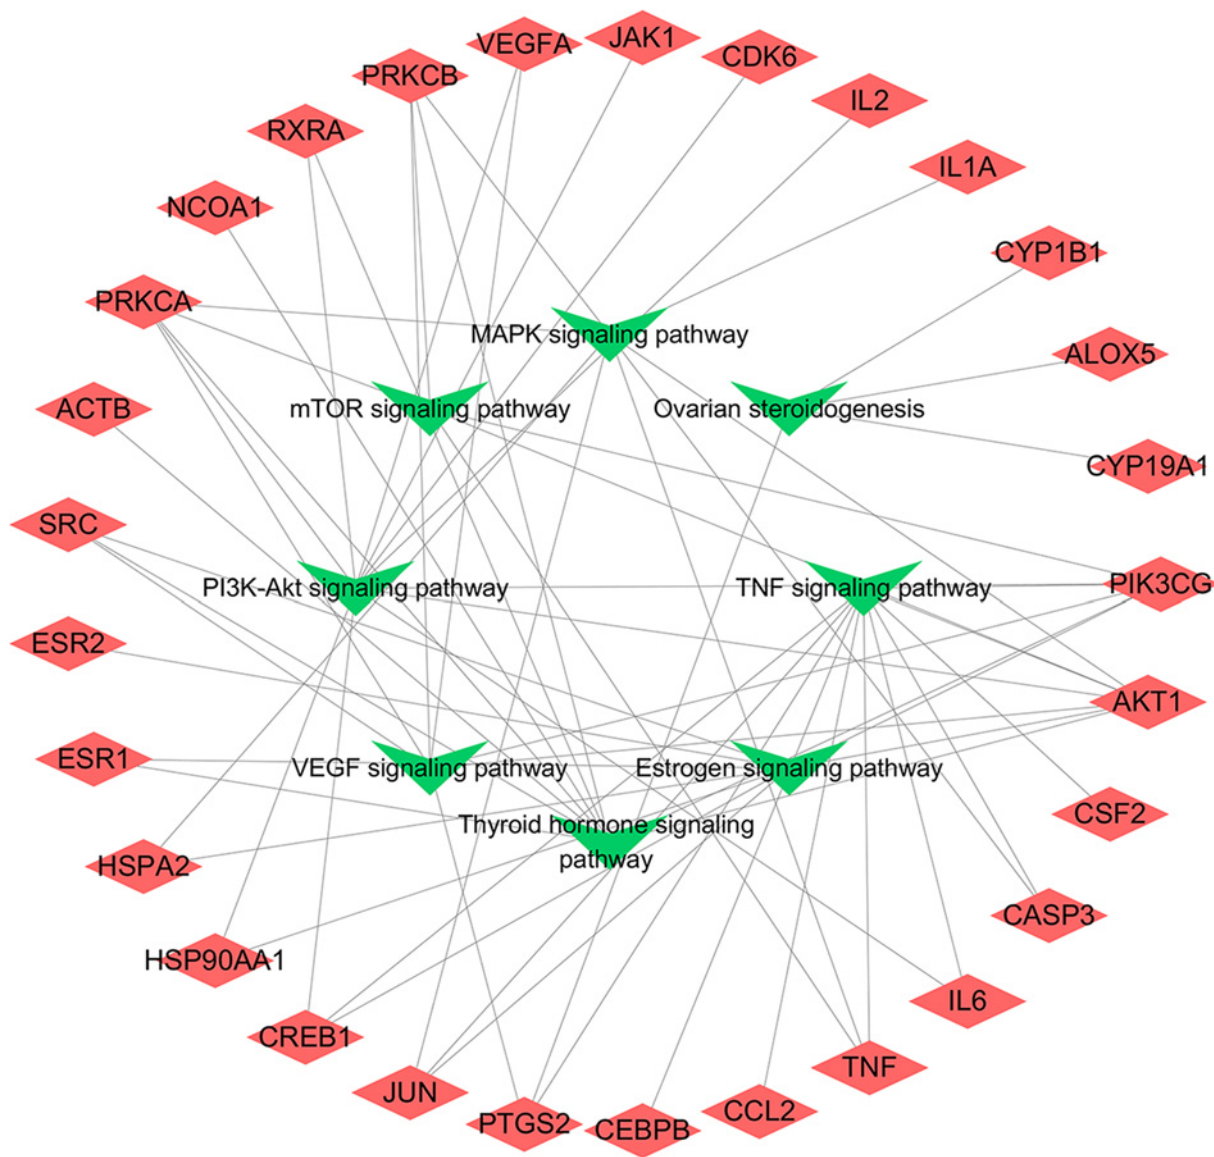 VEGFA
JAK1
CDK6
PRKCB
IL2
RXRA
IL1A
NCOA1
CYP1B1
PRKCA
MAPK signaling pathway
ALOX5
ACTB
mTOR signaling pathway
Ovarian steroidogenesis
CYP19A1
SRC
PI3K-Akt signaling pathway
TNF signaling pathway
PIK3CG
ESR2
AKT1
ESR1
VEGF signaling pathway
Estrogen signaling pathway
CSF2
Thyroid hormone signaling
pathway
HSPA2
CASP3
HSP90AA1
IL6
CREB1
TNF
JUN
CCL2
PTGS2
CEBPB